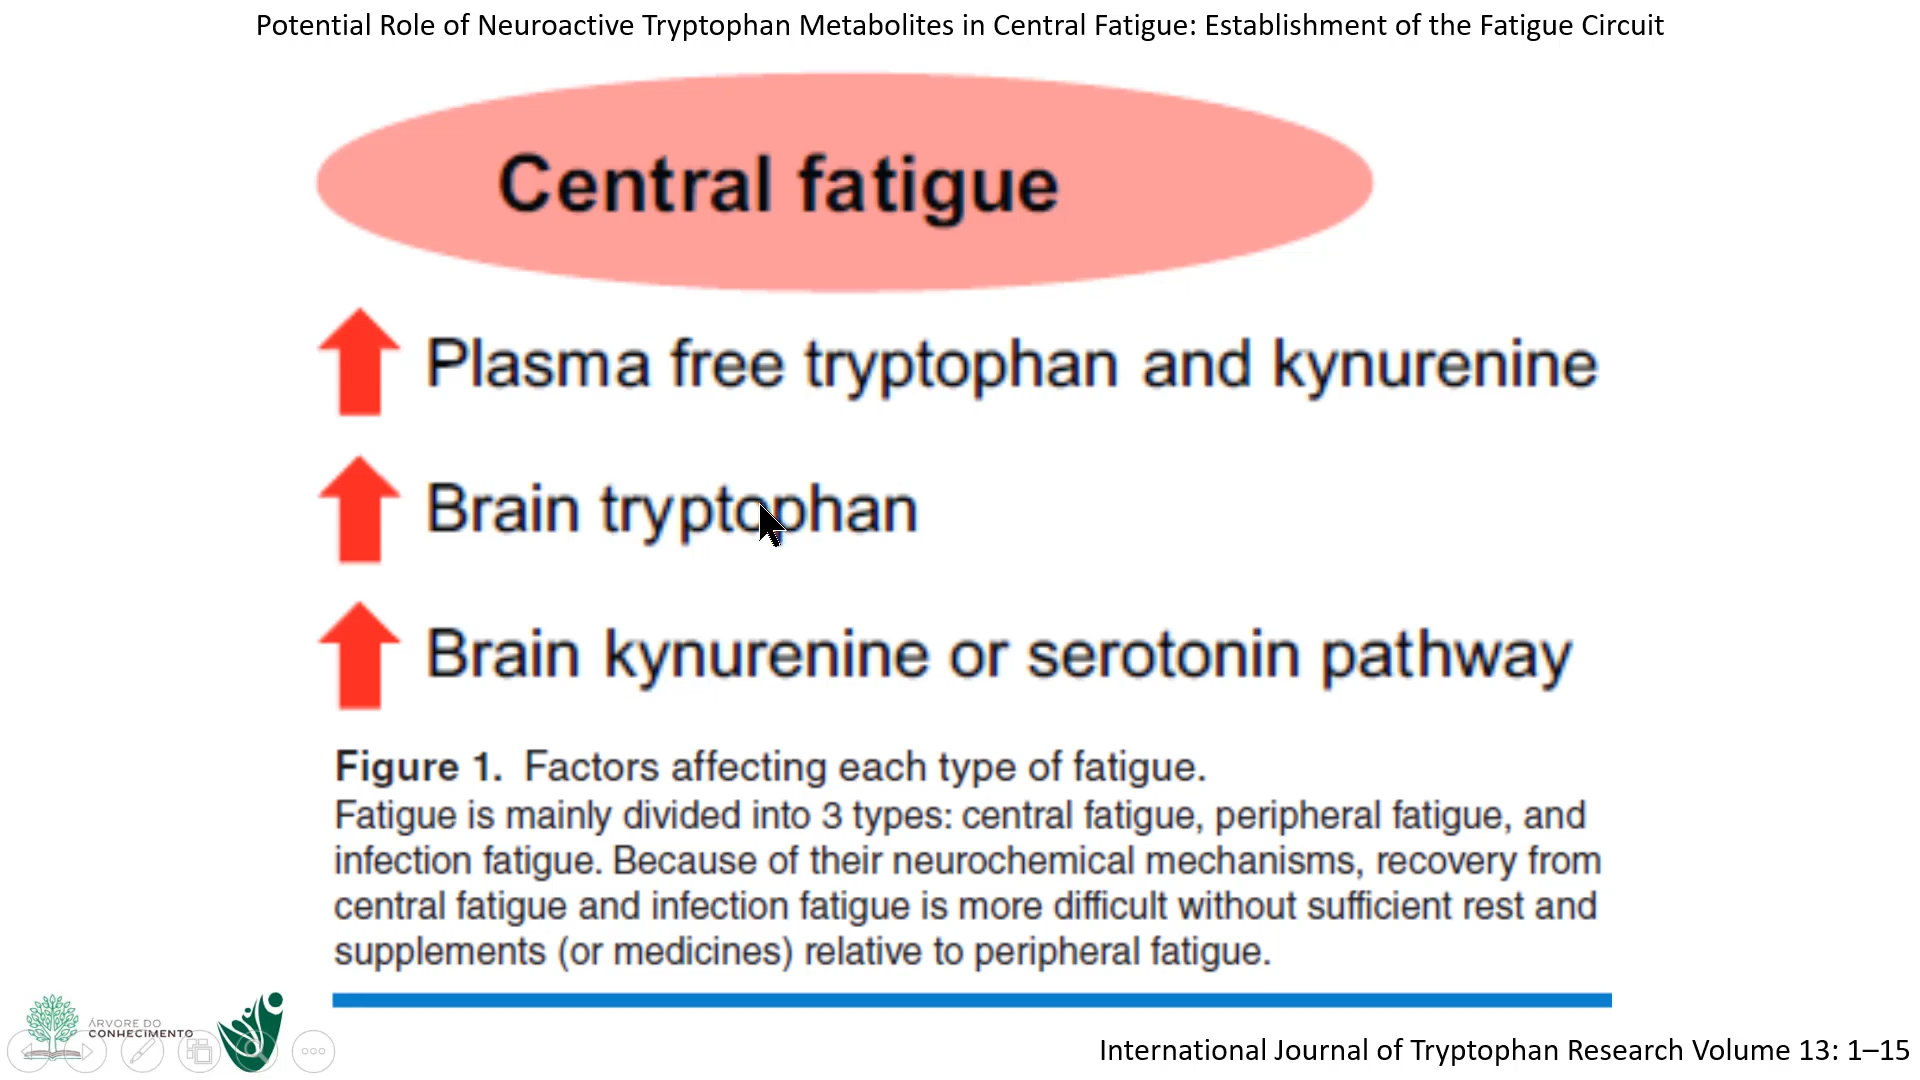 Potential Role of Neuroactive Tryptophan Metabolites in Central Fatigue: Establishment of the Fatigue Circuit
Central fatigue
Plasma free tryptophan and kynurenine
Brain tryptophan
Brain kynurenine or serotonin pathway
Figure 1. Factors affecting each type of fatigue.
Fatigue is mainly divided into 3 types: central fatigue, peripheral fatigue, and
infection fatigue. Because of their neurochemical mechanisms, recovery from
central fatigue and infection fatigue is more difficult without sufficient rest and
supplements (or medicines) relative to peripheral fatigue.
ÁRVORE DO
CONHECIMENTO
International Journal of Tryptophan Research Volume 13: 1–15